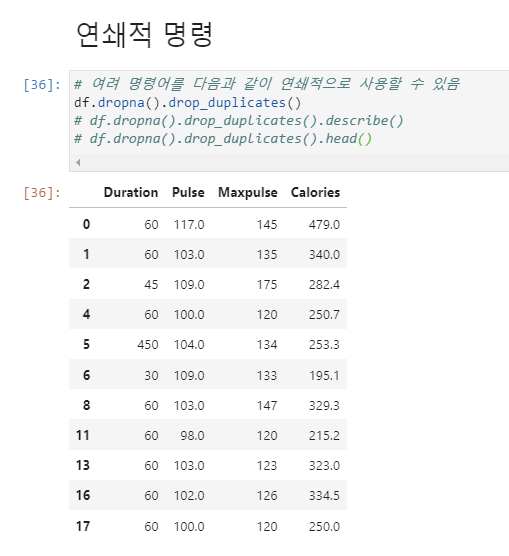 연쇄적 명령
[36]: # 여러 명령어를 다음과 같이 연쇄적으로 사용할 수 있음
df.dropna().drop_duplicates()
# df.dropna().drop_duplicates().describe()
# df.dropna().drop_duplicates().head()
[36]: Duration Pulse Maxpulse Calories
0 60 117.0 145 479.0
1 60 103.0 135 340.0
2 45 109.0 175 282.4
4 60 100.0 120 250.7
5 450 104.0 134 253.3
6 30 109.0 133 195.1
8 60 103.0 147 329.3
11 60 98.0 120 215.2
13 60 103.0 123 323.0
16 60 102.0 126 334.5
17 60 100.0 120 250.0